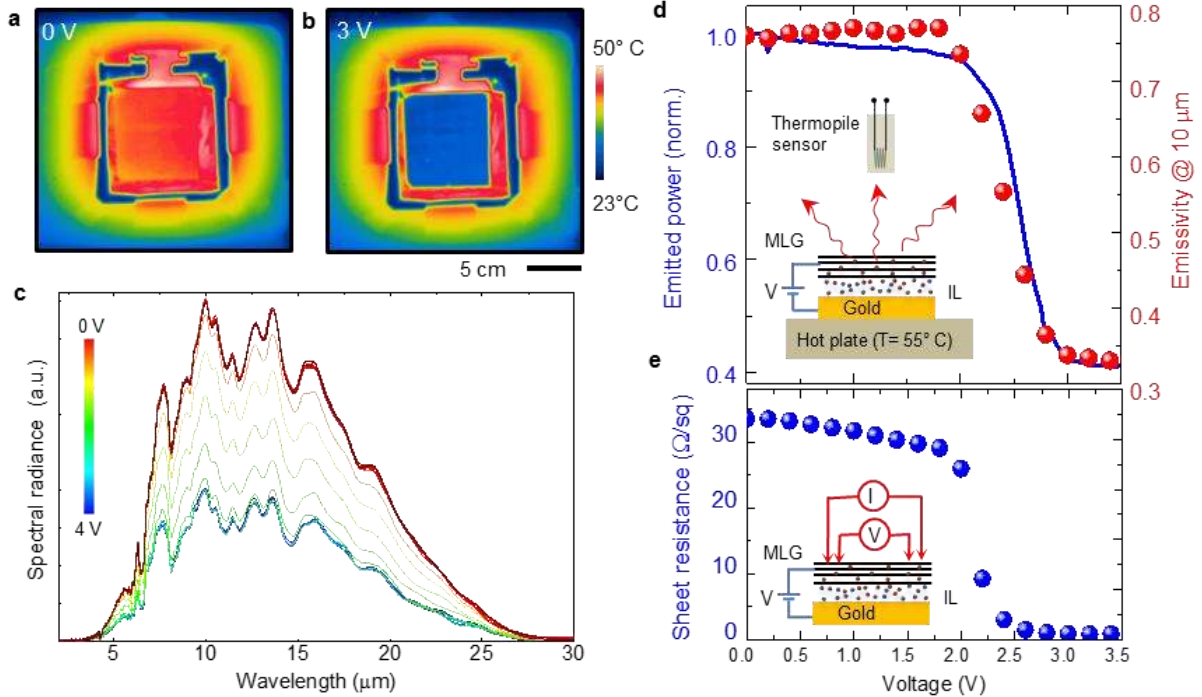 a
0 V
b
3 V
50° C
23°C
5 cm
c
0 V
4 V
Spectral radiance (a.u.)
5
10
15
20
25
30
Wavelength (μm)
d
1.0
0.8
0.6
0.4
Emitted power (norm.)
0.8
0.7
0.6
0.5
0.4
0.3
Emissivity @ 10 μm
Thermopile
sensor
MLG
V
IL
Gold
Hot plate (T= 55° C)
e
30
20
10
0
Sheet resistance (Ω/sq)
I
V
MLG
V
IL
Gold
0.0
0.5
1.0
1.5
2.0
2.5
3.0
3.5
Voltage (V)